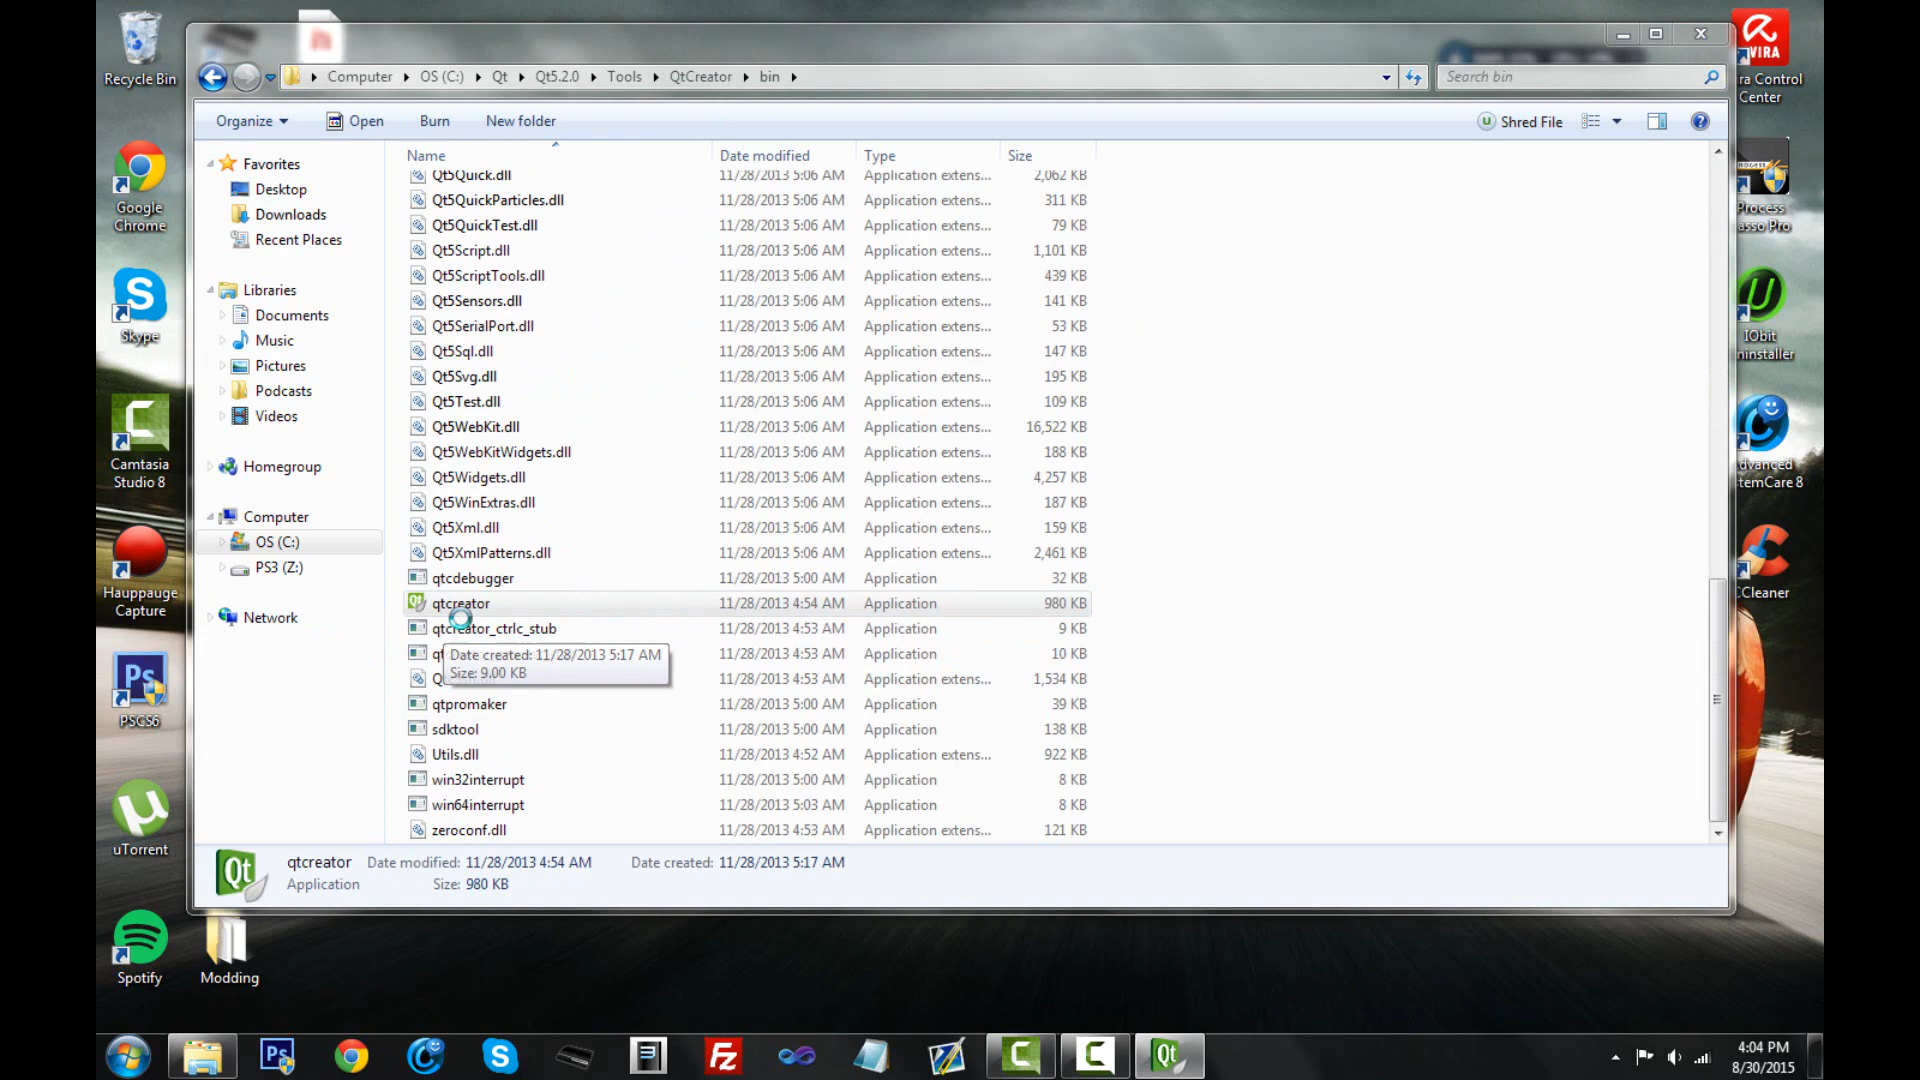 Recycle Bin
Google
Chrome
Skype
Camtasia
Studio 8
Hauppauge
Capture
Ps
PSCS6
uTorrent
Spotify
Modding
Computer OS (C:) Qt Qt5.2.0 Tools QtCreator bin
Search bin
Organize Open Burn New folder
Shred File
Favorites
Desktop
Downloads
Recent Places
Libraries
Documents
Music
Pictures
Podcasts
Videos
Homegroup
Computer
OS (C:)
PS3 (Z:)
Network
Name Date modified Type Size
Qt5Quick.dll 11/28/2013 5:06 AM Application extens... 2,062 KB
Qt5QuickParticles.dll 11/28/2013 5:06 AM Application extens... 311 KB
Qt5QuickTest.dll 11/28/2013 5:06 AM Application extens... 79 KB
Qt5Script.dll 11/28/2013 5:06 AM Application extens... 1,101 KB
Qt5ScriptTools.dll 11/28/2013 5:06 AM Application extens... 439 KB
Qt5Sensors.dll 11/28/2013 5:06 AM Application extens... 141 KB
Qt5SerialPort.dll 11/28/2013 5:06 AM Application extens... 53 KB
Qt5Sql.dll 11/28/2013 5:06 AM Application extens... 147 KB
Qt5Svg.dll 11/28/2013 5:06 AM Application extens... 195 KB
Qt5Test.dll 11/28/2013 5:06 AM Application extens... 109 KB
Qt5WebKit.dll 11/28/2013 5:06 AM Application extens... 16,522 KB
Qt5WebKitWidgets.dll 11/28/2013 5:06 AM Application extens... 188 KB
Qt5Widgets.dll 11/28/2013 5:06 AM Application extens... 4,257 KB
Qt5WinExtras.dll 11/28/2013 5:06 AM Application extens... 187 KB
Qt5Xml.dll 11/28/2013 5:06 AM Application extens... 159 KB
Qt5XmlPatterns.dll 11/28/2013 5:06 AM Application extens... 2,461 KB
qtcdebugger 11/28/2013 5:00 AM Application 32 KB
qtcreator 11/28/2013 4:54 AM Application 980 KB
qtcreator_ctrlc_stub 11/28/2013 4:53 AM Application 9 KB
11/28/2013 4:53 AM Application 10 KB
11/28/2013 4:53 AM Application extens... 1,534 KB
Date created: 11/28/2013 5:17 AM
Size: 9.00 KB
qtpromaker 11/28/2013 5:00 AM Application 39 KB
sdktool 11/28/2013 5:00 AM Application 138 KB
Utils.dll 11/28/2013 4:52 AM Application extens... 922 KB
win32interrupt 11/28/2013 5:00 AM Application 8 KB
win64interrupt 11/28/2013 5:03 AM Application 8 KB
zeroconf.dll 11/28/2013 4:53 AM Application extens... 121 KB
Qt
qtcreator Date modified: 11/28/2013 4:54 AM Date created: 11/28/2013 5:17 AM
Application Size: 980 KB
VIRA
ra Control
Center
Process
asso Pro
IObit
ninstaller
dvanced
temCare 8
CCleaner
Ps
Fz
Qt
4:04 PM
8/30/2015